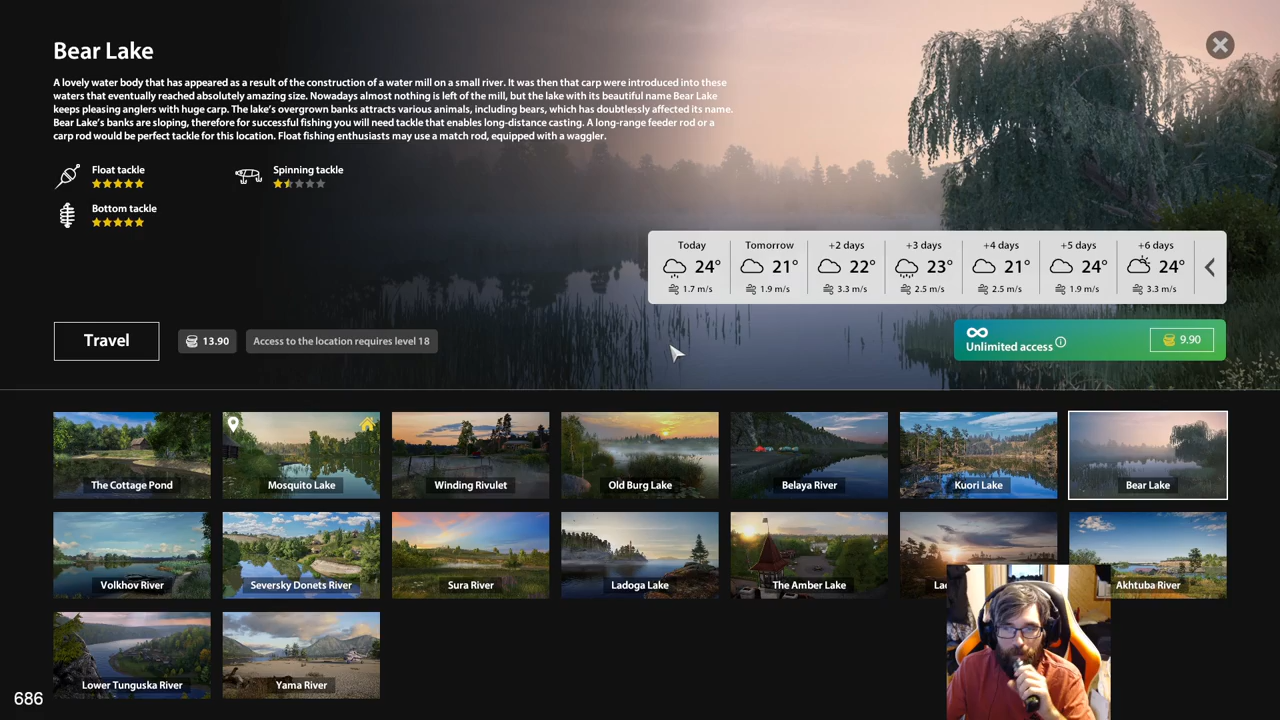 Bear Lake
A lovely water body that has appeared as a result of the construction of a water mill on a small river. It was then that carp were introduced into these
waters that eventually reached absolutely amazing size. Nowadays almost nothing is left of the mill, but the lake with its beautiful name Bear Lake
keeps pleasing anglers with huge carp. The lake's overgrown banks attracts various animals, including bears, which has doubtlessly affected its name.
Bear Lake's banks are sloping, therefore for successful fishing you will need tackle that enables long-distance casting. A long-range feeder rod or a
carp rod would be perfect tackle for this location. Float fishing enthusiasts may use a match rod, equipped with a waggler.
Float tackle
Spinning tackle
Bottom tackle
Today Tomorrow +2 days +3 days +4 days +5 days +6 days
24° 21° 22° 23° 21° 24° 24°
1.7 m/s 1.9 m/s 3.3 m/s 2.5 m/s 2.5 m/s 1.9 m/s 3.3 m/s
Travel
13.90
Access to the location requires level 18
Unlimited access
9.90
The Cottage Pond
Mosquito Lake
Winding Rivulet
Old Burg Lake
Belaya River
Kuori Lake
Bear Lake
Volkhov River
Seversky Donets River
Sura River
Ladoga Lake
The Amber Lake
Akhtuba River
Lower Tunguska River
Yama River
686